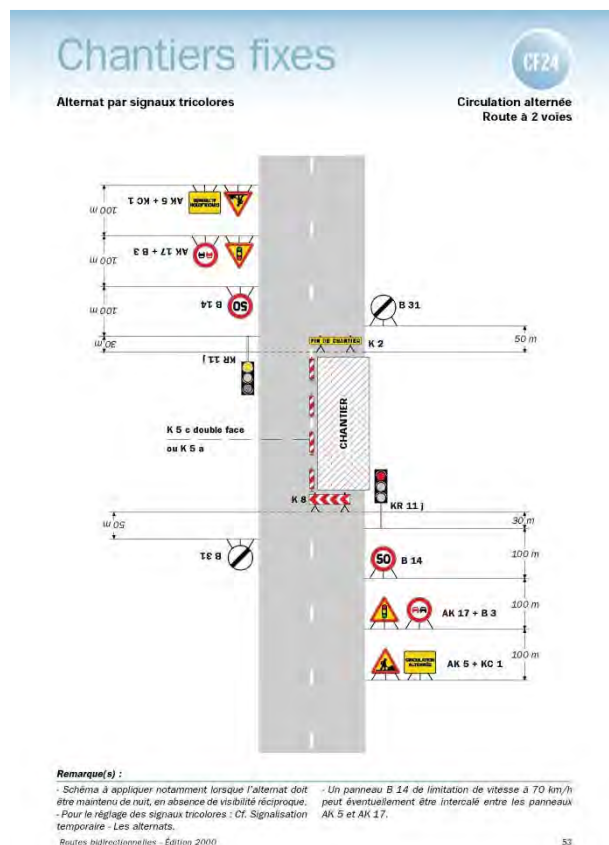 Chantiers fixes
CF24
Alternat par signaux tricolores
Circulation alternée
Route à 2 voies
AK 5 + KC 1
CIRCULATION
ALTERNÉE
100 m
AK 17 + B 3
100 m
50
B 14
100 m
B 31
30 m
KR 11 j
FIN DE CHANTIER
K 2
50 m
K 5 c double face
ou K 5 a
CHANTIER
K 8
KR 11 j
50 m
30 m
B 31
50
B 14
100 m
AK 17 + B 3
100 m
CIRCULATION
ALTERNÉE
AK 5 + KC 1
100 m
Remarque(s) :
- Schéma à appliquer notamment lorsque l'alternat doit
être maintenu de nuit, en absence de visibilité réciproque.
- Pour le réglage des signaux tricolores : Cf. Signalisation
temporaire - Les alternats.
- Un panneau B 14 de limitation de vitesse à 70 km/h
peut éventuellement être intercalé entre les panneaux
AK 5 et AK 17.
Routes bidirectionnelles - Édition 2000
53